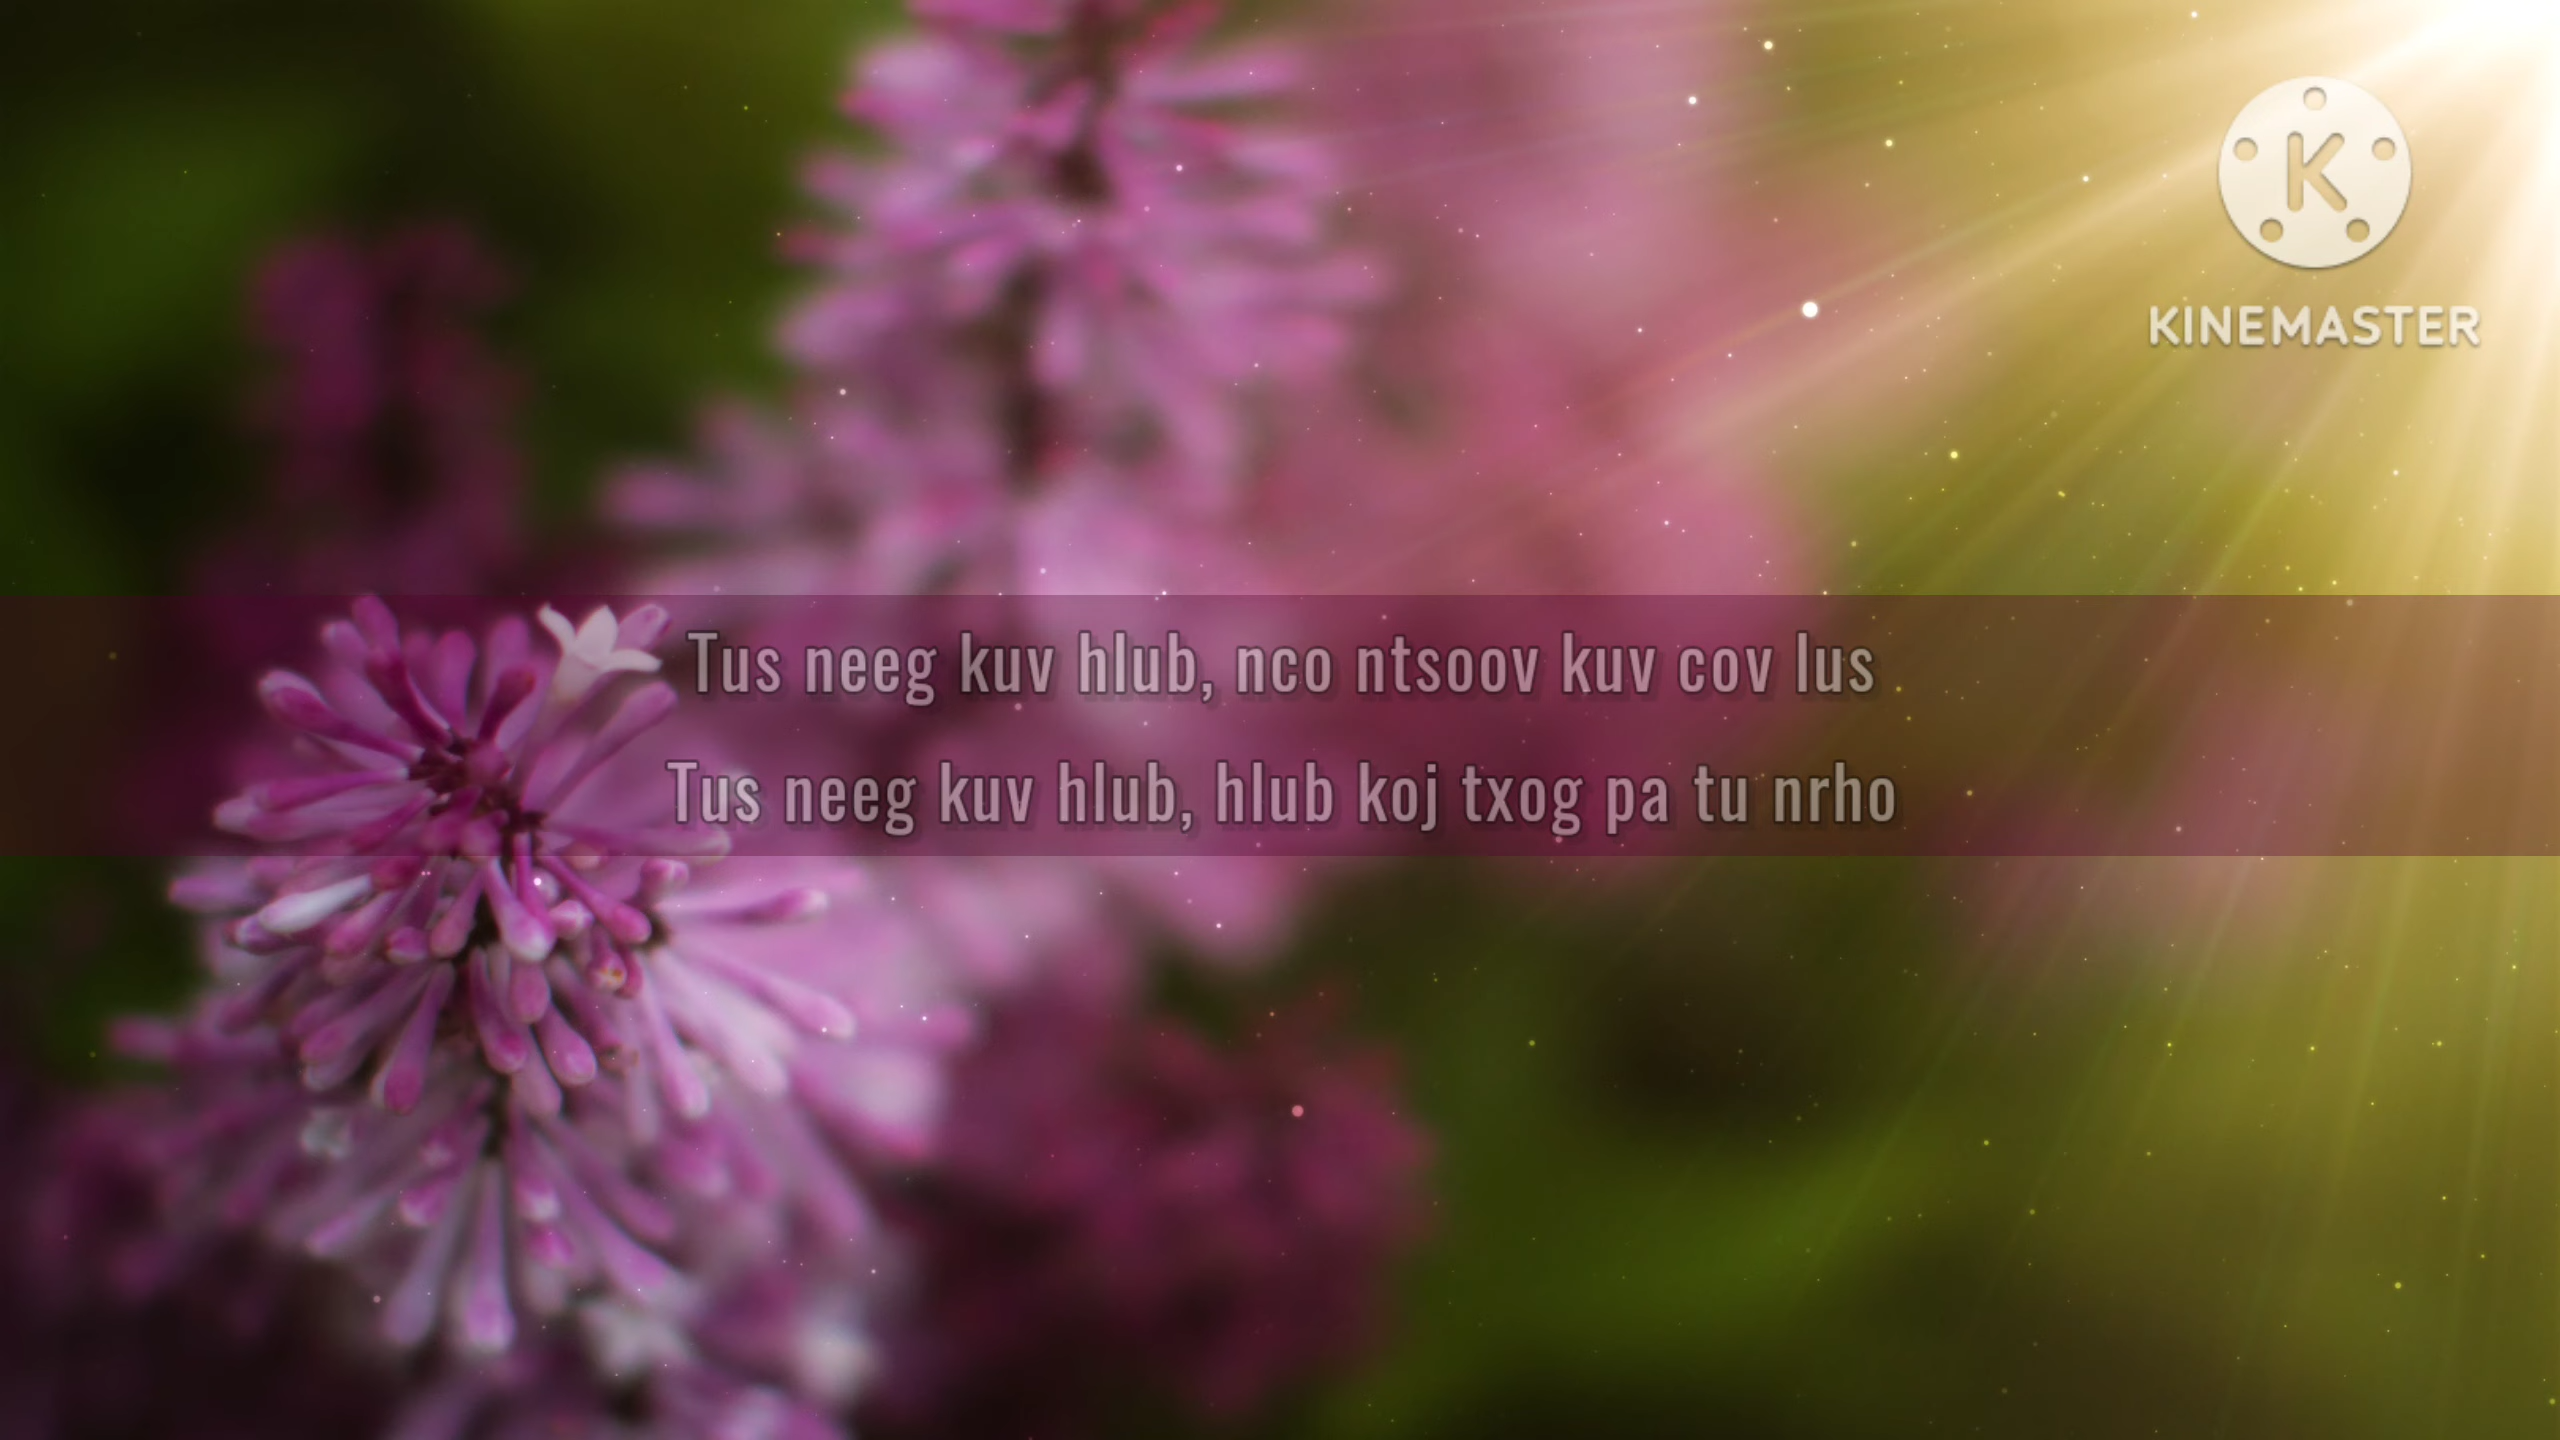 K
KINEMASTER
Tus neeg kuv hlub, nco ntsoov kuv cov lus
Tus neeg kuv hlub, hlub koj txog pa tu nrho